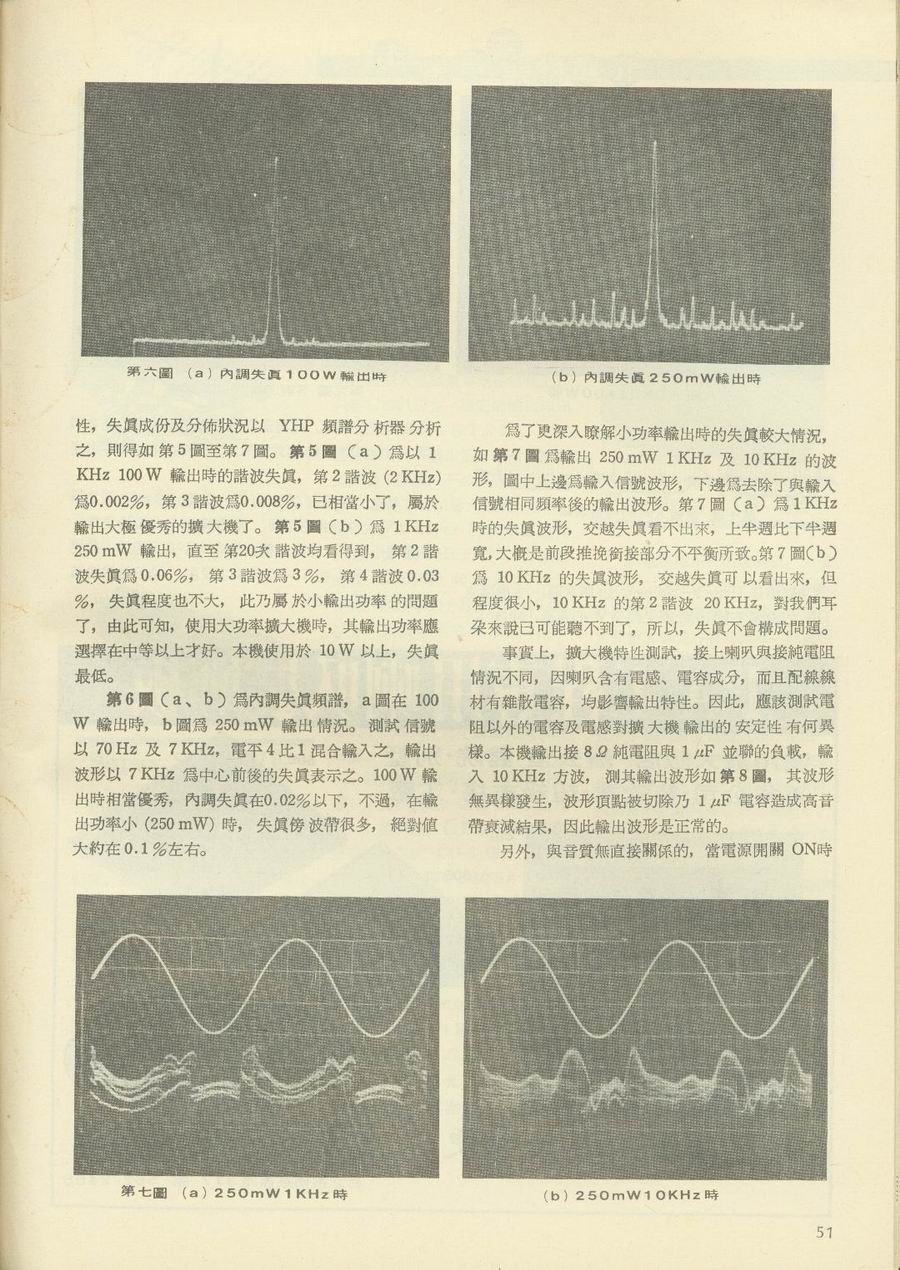 第六圖　(a) 內調失眞100W輸出時
(b) 內調失眞250mW輸出時
性，失眞成份及分佈狀況以 YHP 頻譜分析器分析
之，則得如第5圖至第7圖。第5圖（a）爲以 1
KHz 100 W 輸出時的諧波失眞，第2諧波 (2 KHz)
爲0.002%，第3諧波爲0.008%，已相當小了，屬於
輸出大極優秀的擴大機了。第5圖（b）爲 1 KHz
250 mW 輸出，直至第20次諧波均看得到，第2諧
波失眞爲0.06%，第3諧波爲3%，第4諧波0.03
%，失眞程度也不大，此乃屬於小輸出功率的問題
了，由此可知，使用大功率擴大機時，其輸出功率應
選擇在中等以上才好。本機使用於 10 W 以上，失眞
最低。
第6圖（a、b）爲內調失眞頻譜，a圖在 100
W 輸出時，b圖爲 250 mW 輸出情況。測試信號
以 70 Hz 及 7 KHz，電平4比1混合輸入之，輸出
波形以 7 KHz 爲中心前後的失眞表示之。100 W 輸
出時相當優秀，內調失眞在0.02%以下，不過，在輸
出功率小 (250 mW) 時，失眞傍波帶很多，絕對値
大約在0.1%左右。
爲了更深入瞭解小功率輸出時的失眞較大情況，
如第7圖爲輸出 250 mW 1 KHz 及 10 KHz 的波
形，圖中上邊爲輸入信號波形，下邊爲去除了與輸入
信號相同頻率後的輸出波形。第7圖（a）爲1 KHz
時的失眞波形，交越失眞看不出來，上半週比下半週
寬，大概是前段推挽銜接部分不平衡所致。第7圖（b）
爲 10 KHz 的失眞波形，交越失眞可以看出來，但
程度很小，10 KHz 的第2諧波 20 KHz，對我們耳
朶來說已可能聽不到了，所以，失眞不會構成問題。
事實上，擴大機特性測試，接上喇叭與接純電阻
情況不同，因喇叭含有電感、電容成分，而且配線線
材有雜散電容，均影響輸出特性。因此，應該測試電
阻以外的電容及電感對擴大機輸出的安定性有何異
樣。本機輸出接 8Ω 純電阻與 1 μF 並聯的負載，輸
入 10 KHz 方波，測其輸出波形如第8圖，其波形
無異樣發生，波形頂點被切除乃 1 μF 電容造成高音
帶衰減結果，因此輸出波形是正常的。
另外，與音質無直接關係的，當電源開關 ON時
第七圖　(a) 250mW1KHz時
(b) 250mW10KHz時
51